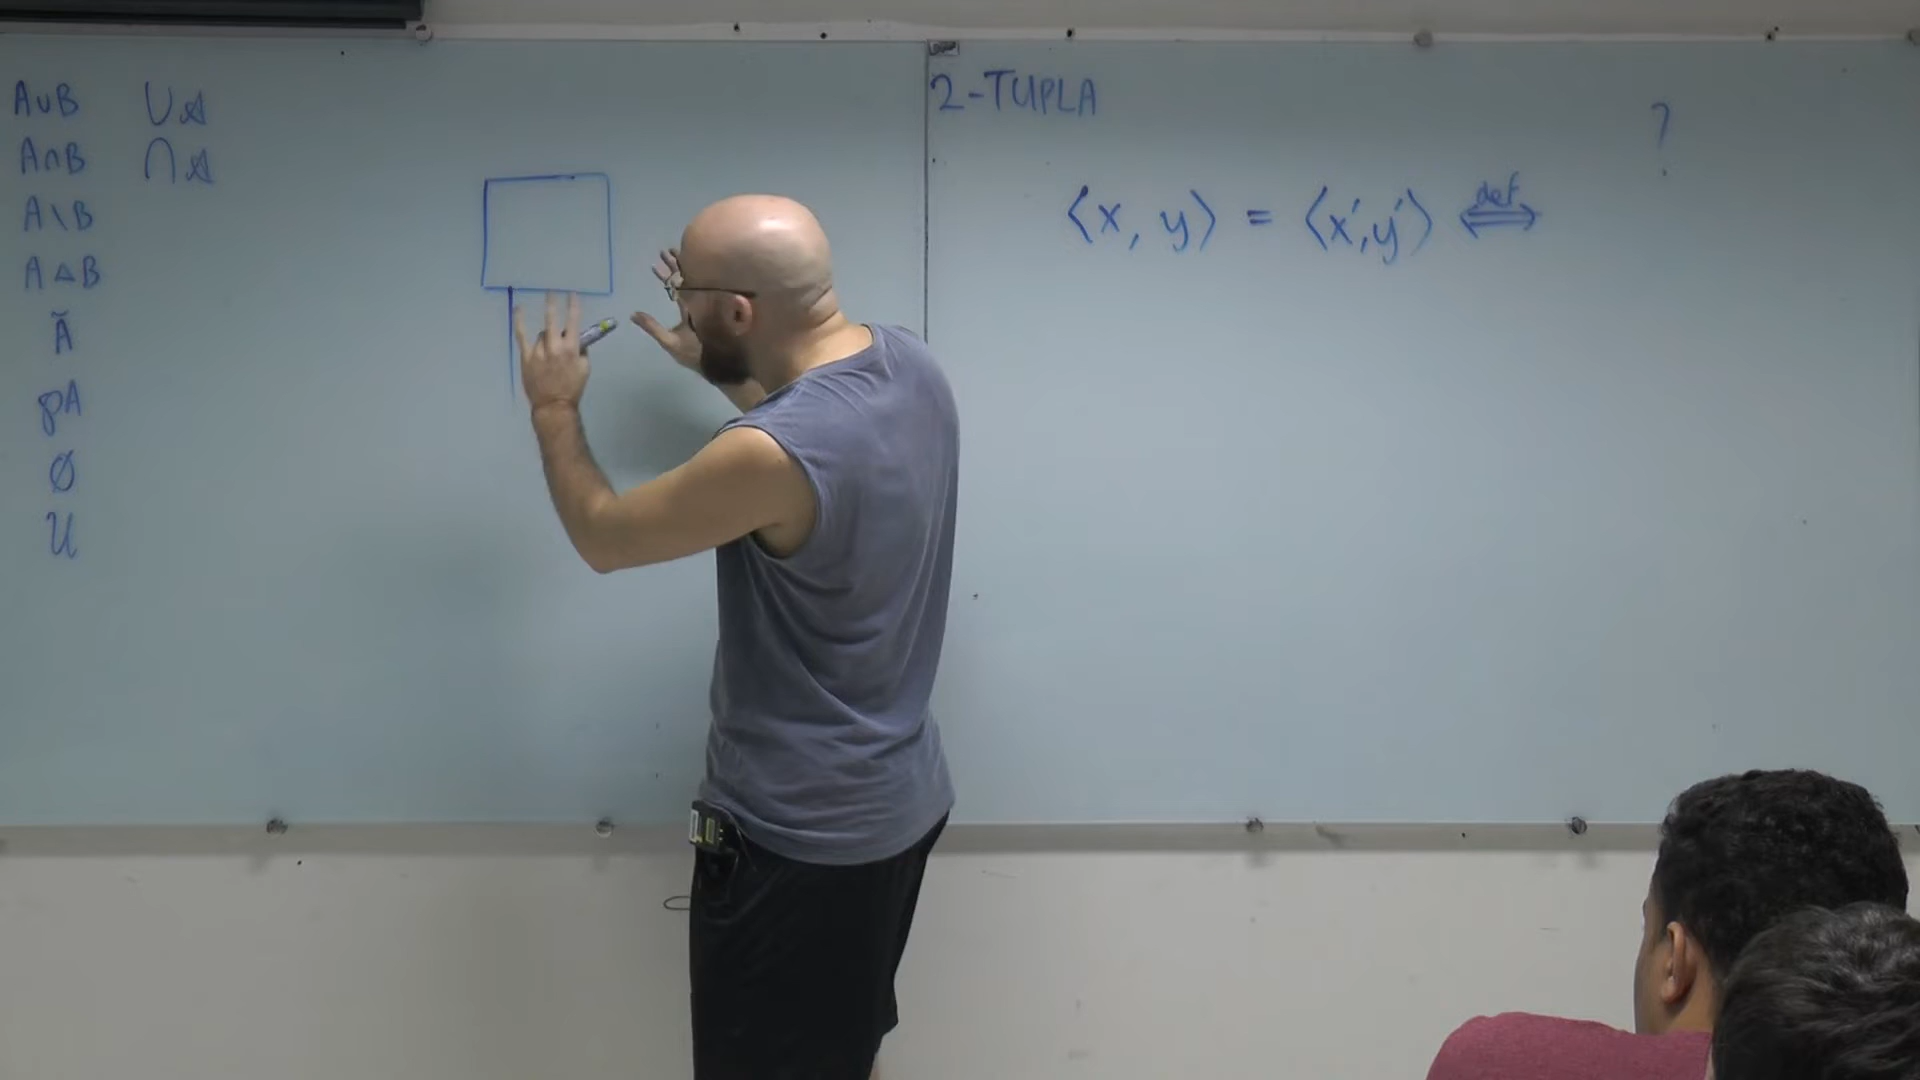 A∪B ⋃𝒜
A∩B ⋂𝒜
A\B
A△B
Ã
℘A
∅
𝒰
2-TUPLA
?
⟨x, y⟩ = ⟨x′, y′⟩ ⟺ def